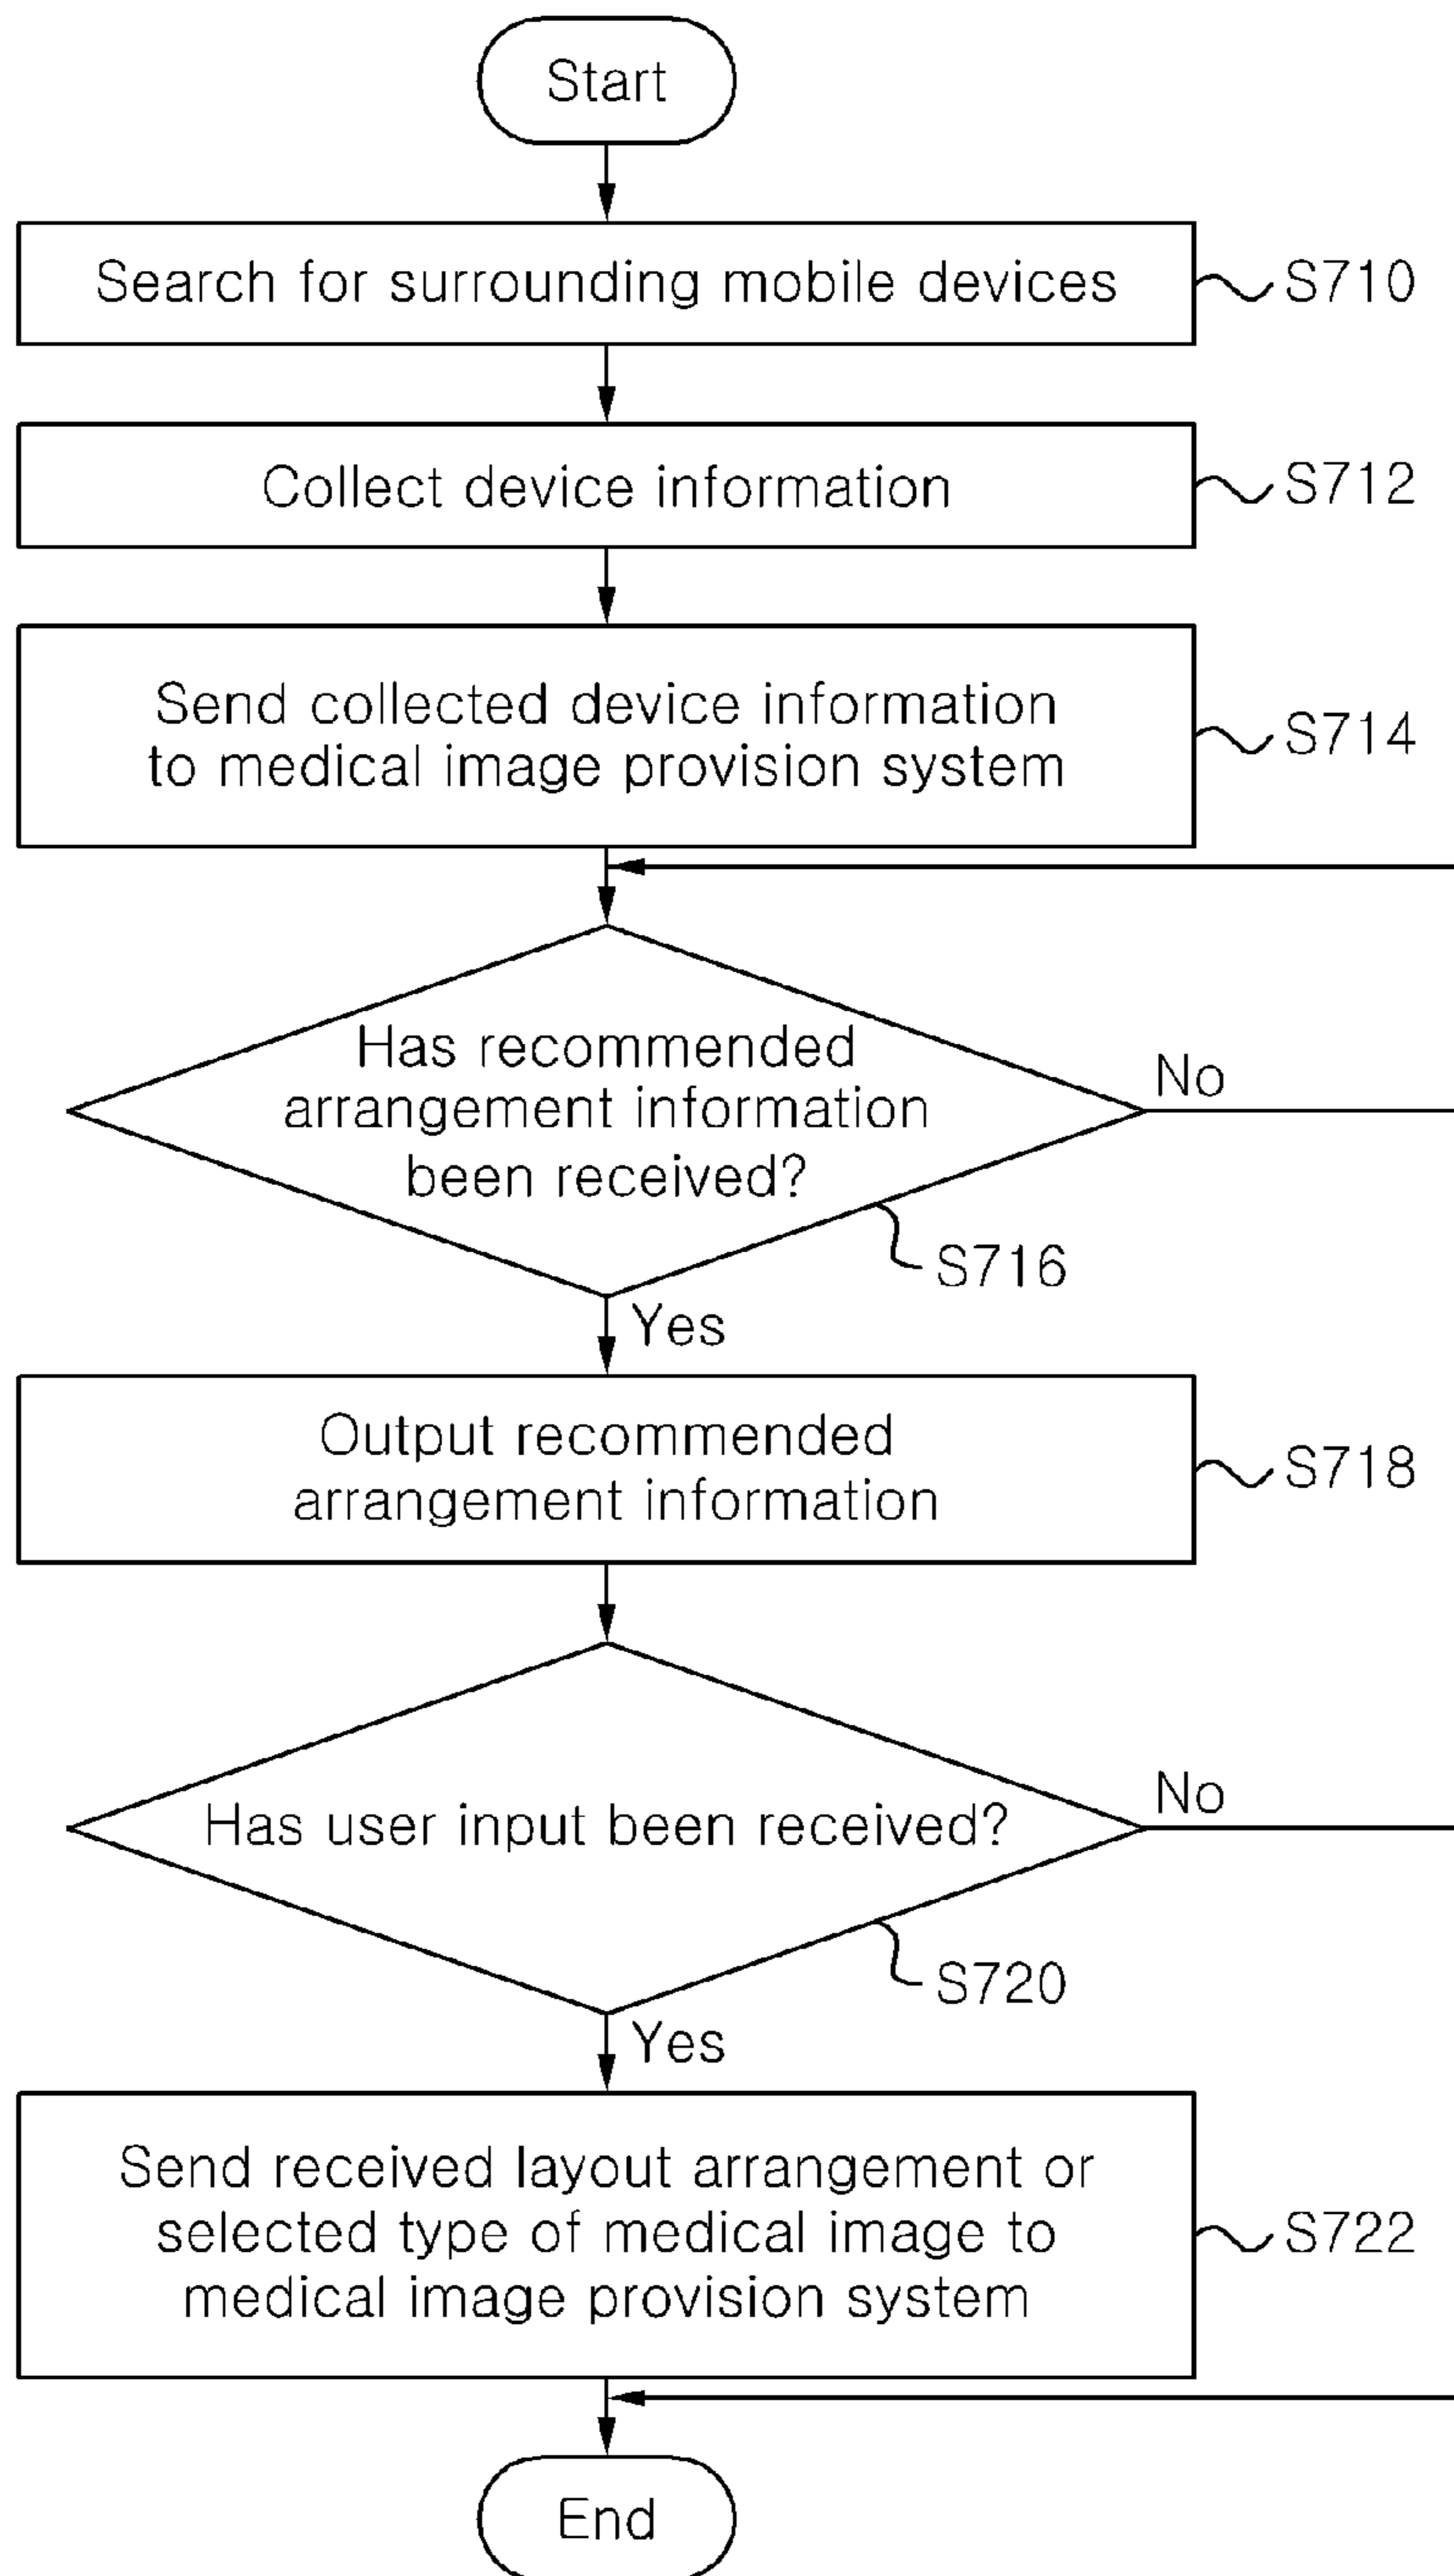 Start
Search for surrounding mobile devices
S710
Collect device information
S712
Send collected device information
to medical image provision system
S714
Has recommended
arrangement information
been received?
No
S716
Yes
Output recommended
arrangement information
S718
Has user input been received?
No
S720
Yes
Send received layout arrangement or
selected type of medical image to
medical image provision system
S722
End